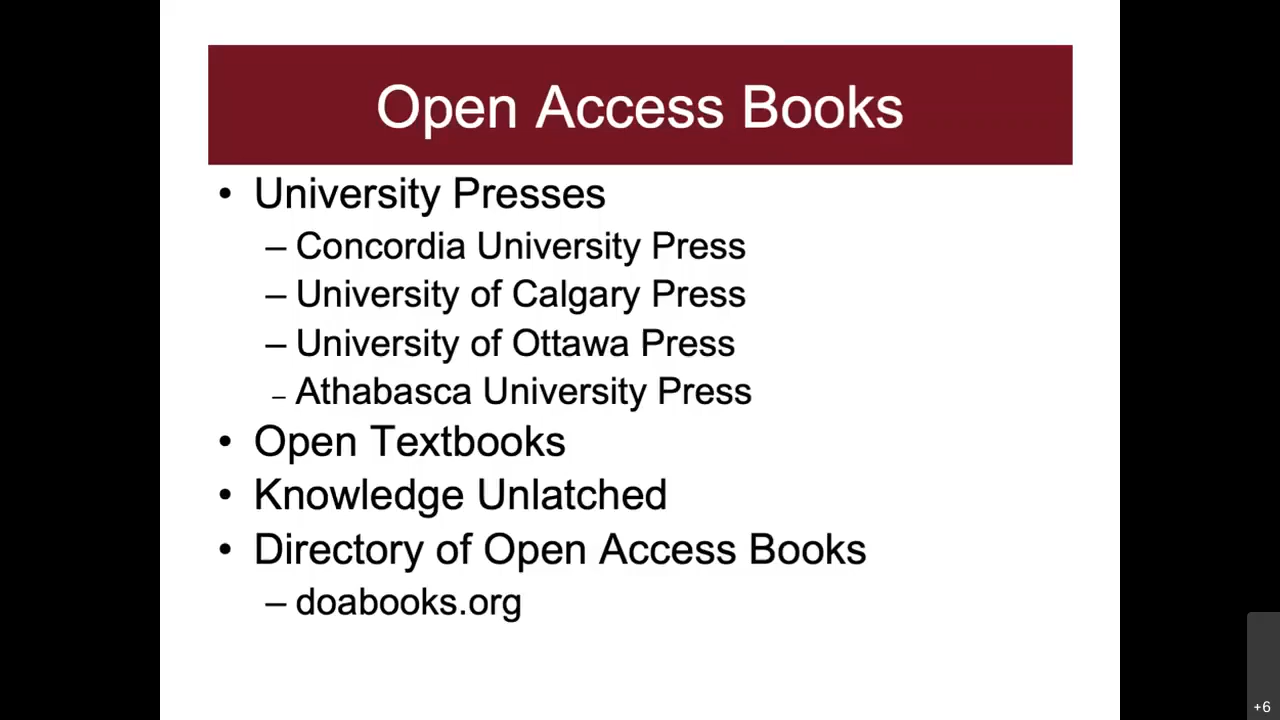 Open Access Books
• University Presses
– Concordia University Press
– University of Calgary Press
– University of Ottawa Press
– Athabasca University Press
• Open Textbooks
• Knowledge Unlatched
• Directory of Open Access Books
– doabooks.org
+6